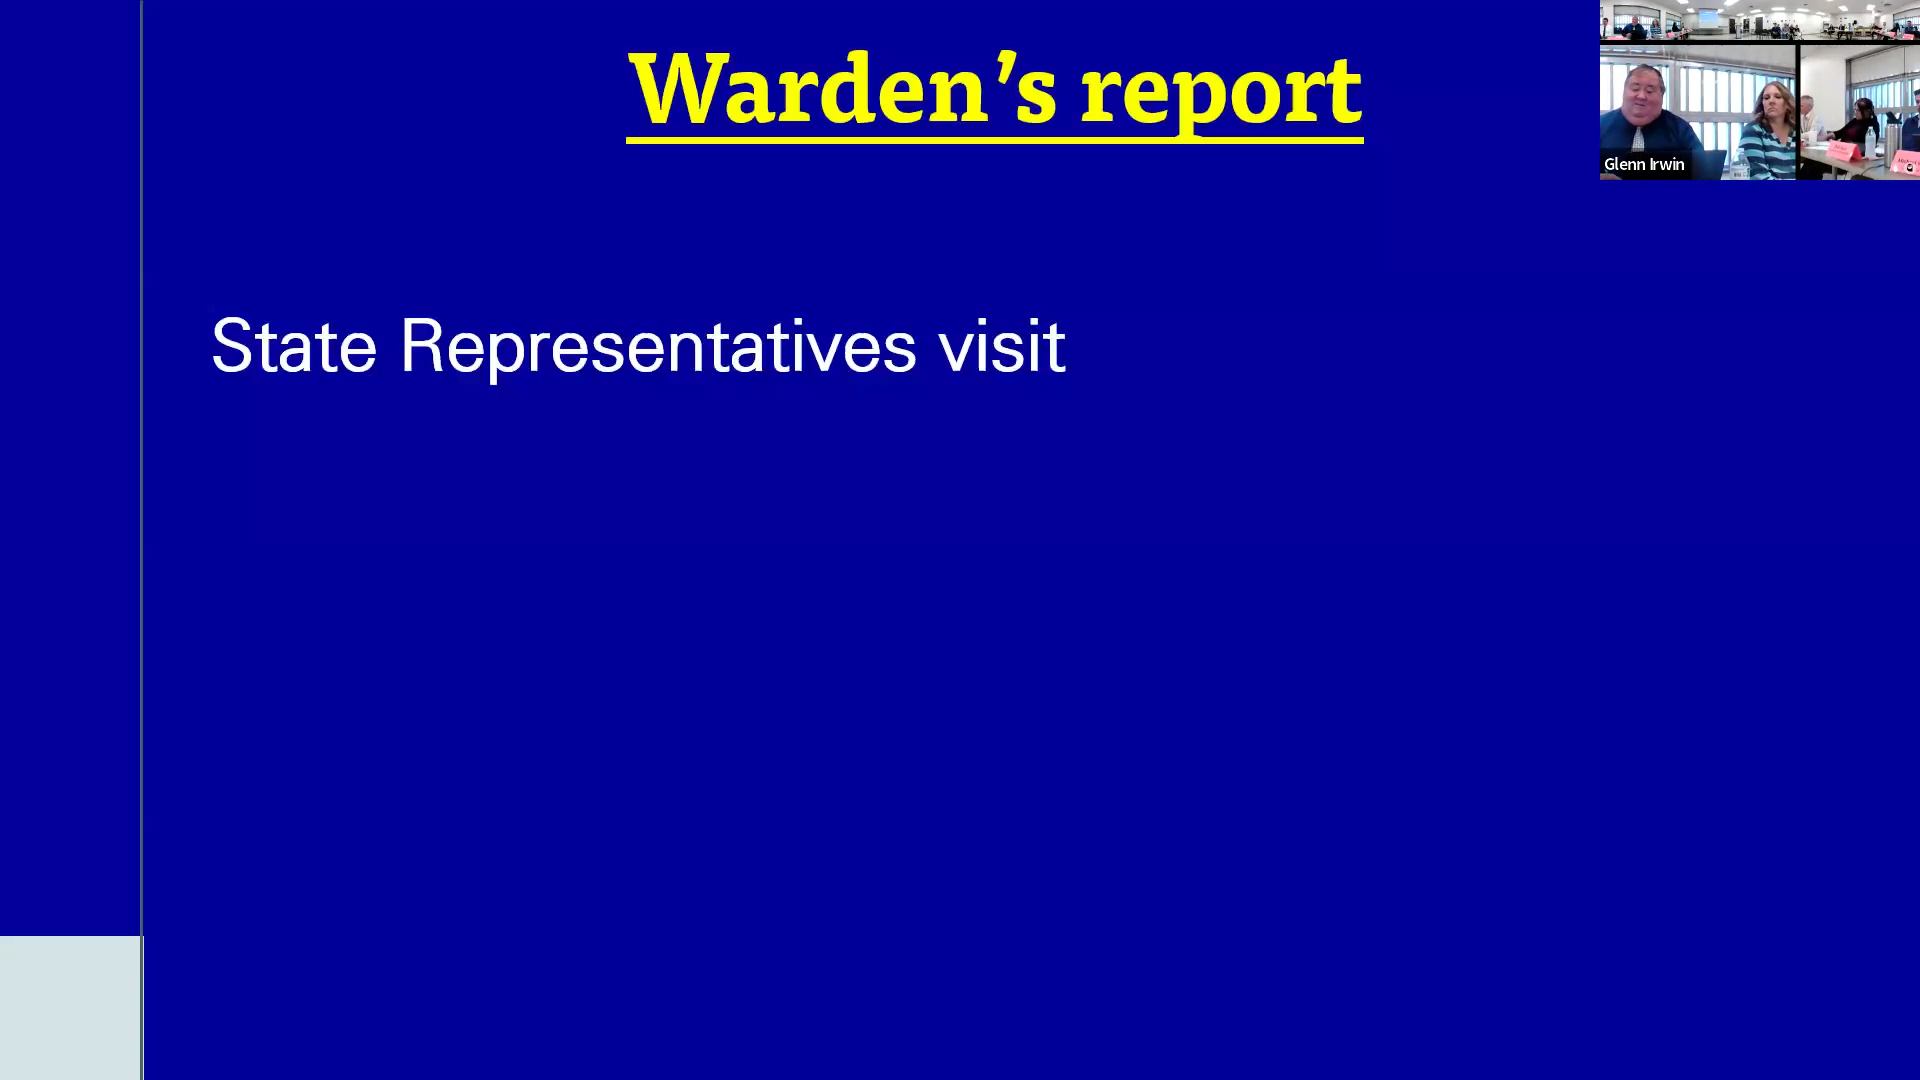 Warden’s report
Glenn Irwin
State Representatives visit